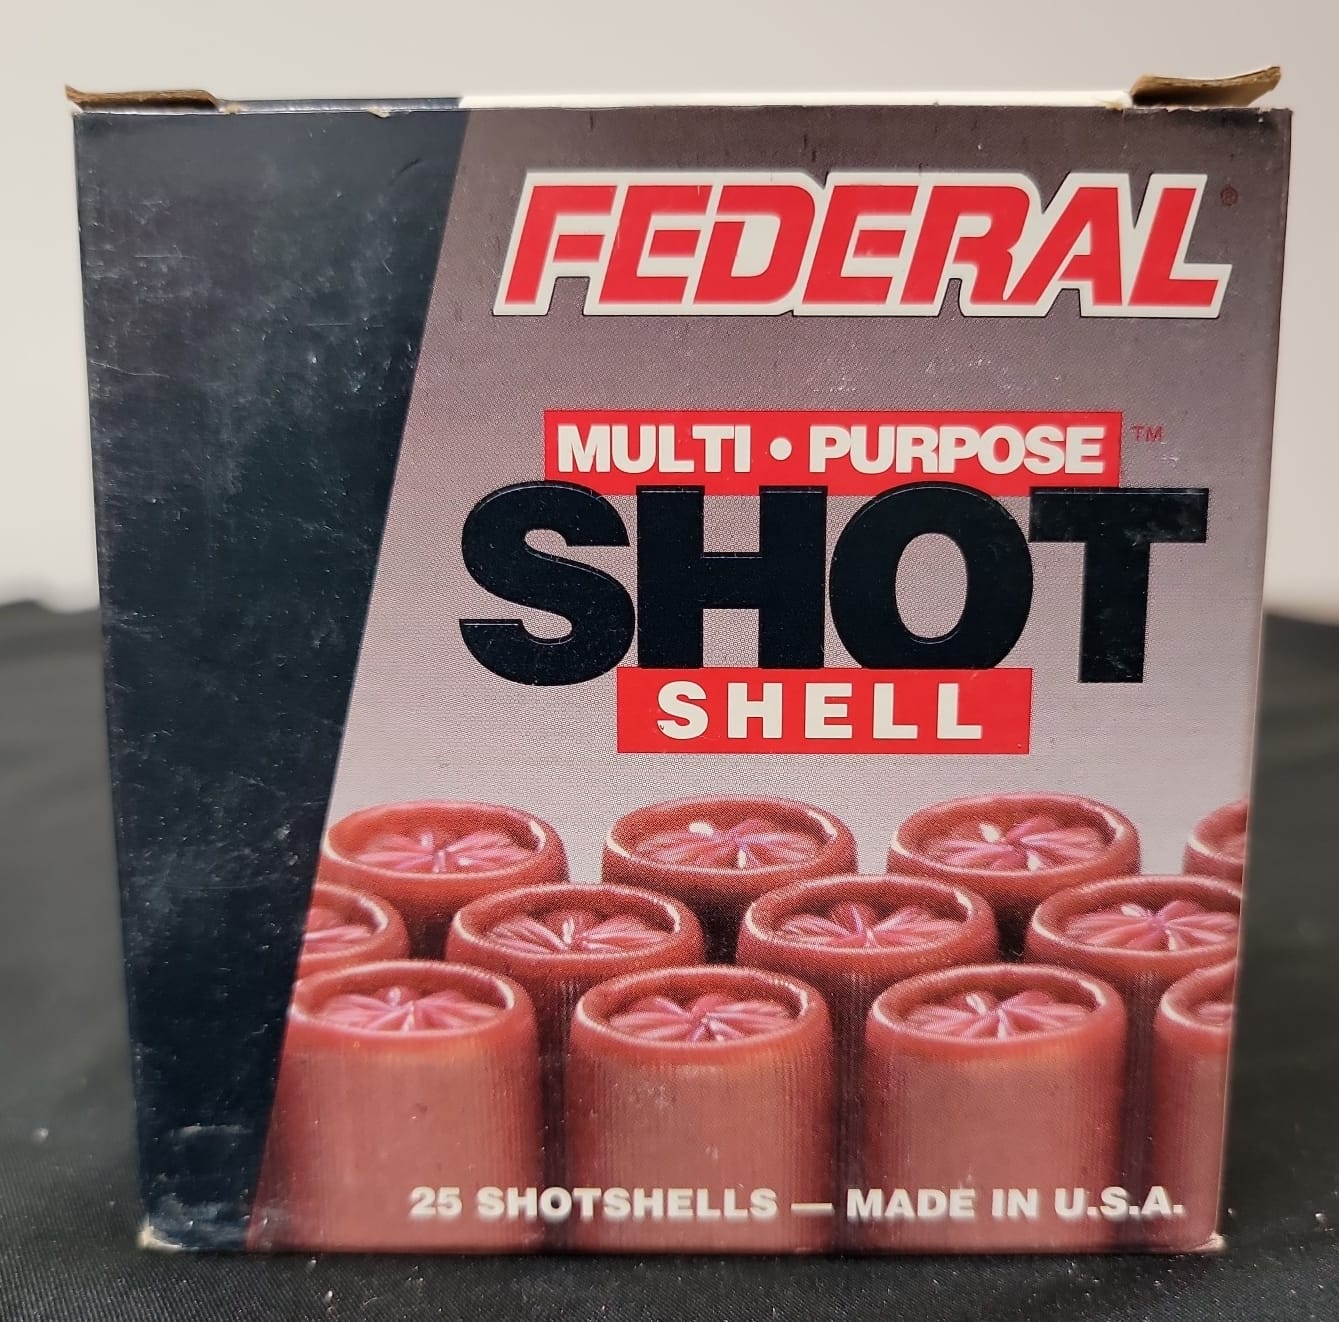 FEDERAL®
MULTI • PURPOSE™
SHOT
SHELL
25 SHOTSHELLS — MADE IN U.S.A.